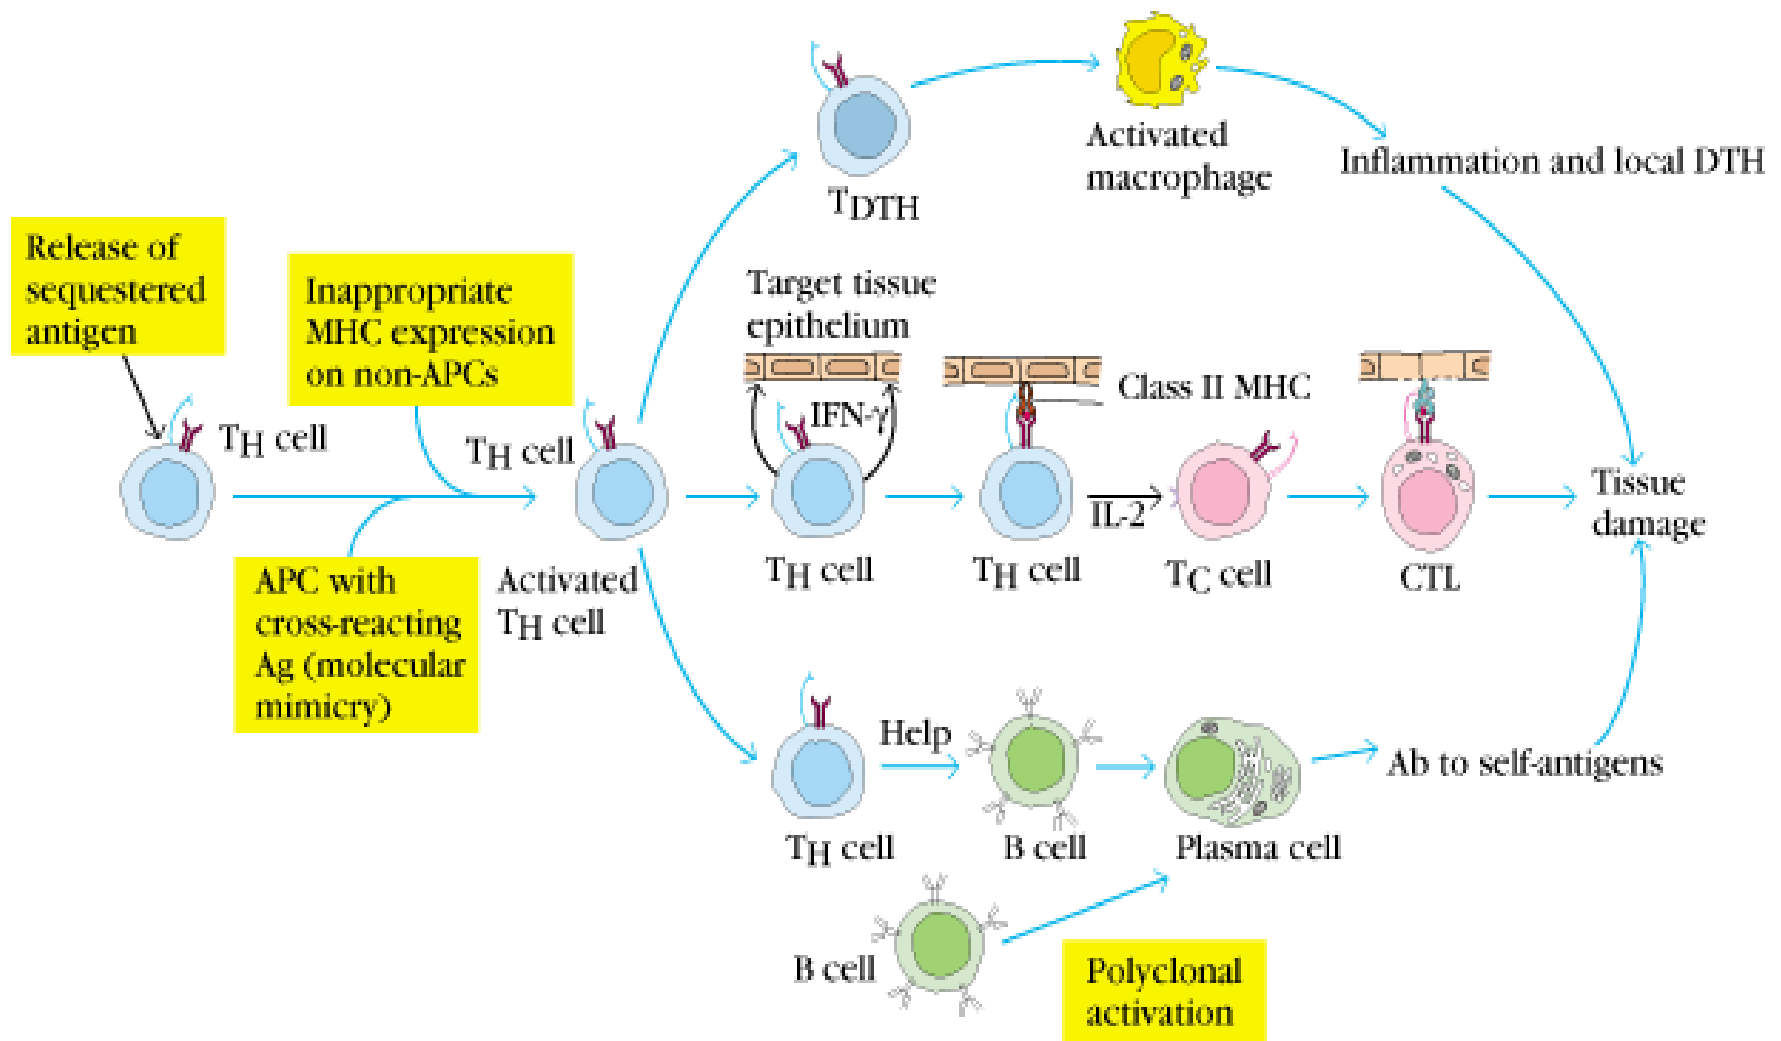 Release of
sequestered
antigen
TH cell
Inappropriate
MHC expression
on non-APCs
APC with
cross-reacting
Ag (molecular
mimicry)
TH cell
Activated
TH cell
TDTH
Activated
macrophage
Inflammation and local DTH
Target tissue
epithelium
IFN-γ
TH cell
Class II MHC
TH cell
IL-2
TC cell
CTL
Tissue
damage
TH cell
Help
B cell
Plasma cell
Ab to self-antigens
B cell
Polyclonal
activation